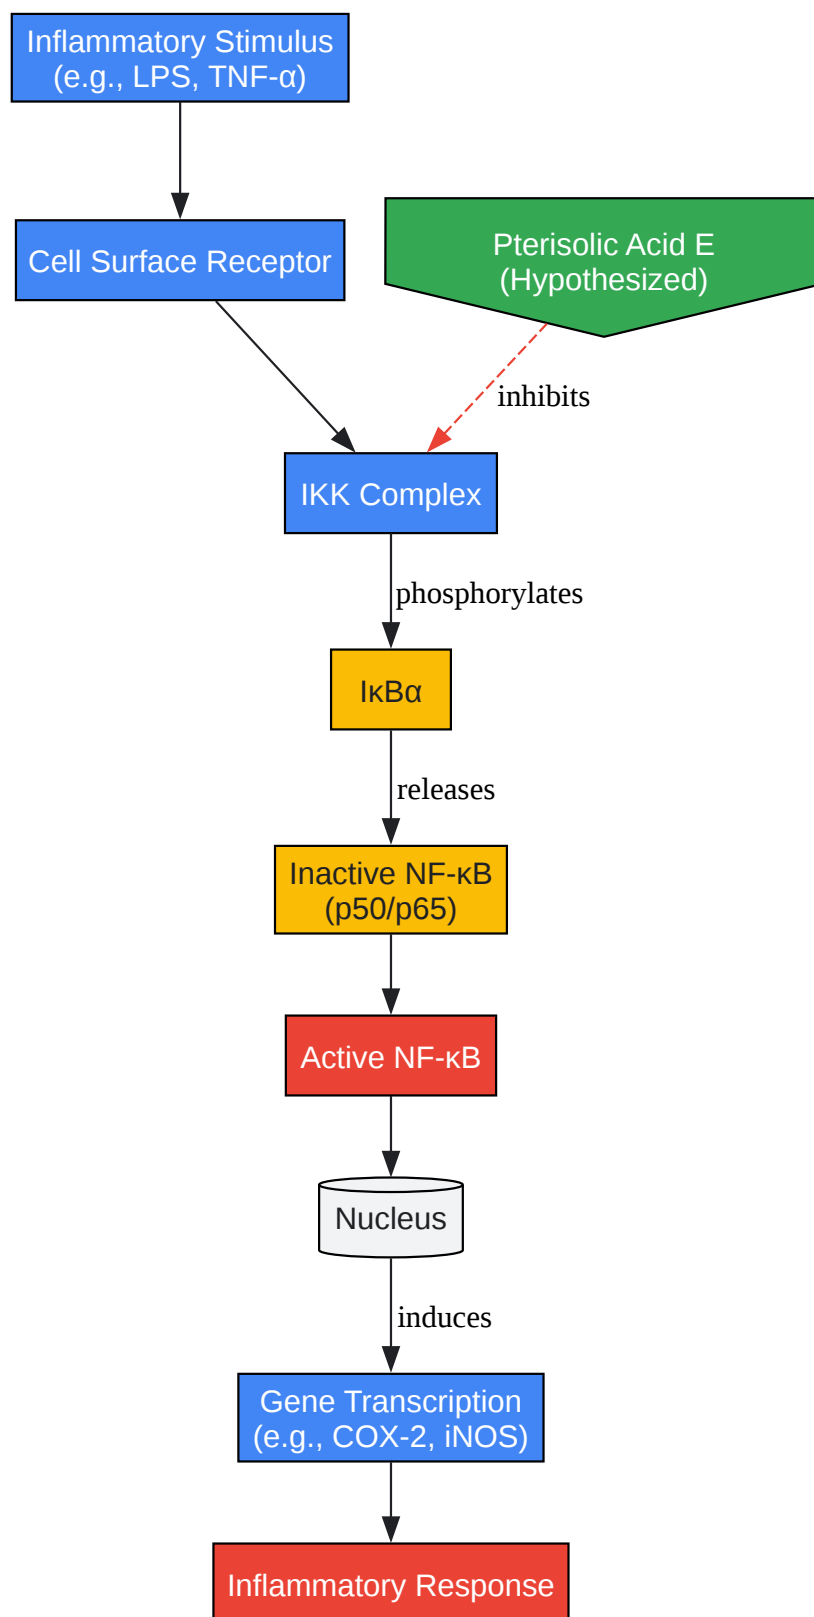 Inflammatory Stimulus
(e.g., LPS, TNF-α)
Cell Surface Receptor
Pterisolic Acid E
(Hypothesized)
inhibits
IKK Complex
phosphorylates
IκBα
releases
Inactive NF-κB
(p50/p65)
Active NF-κB
Nucleus
induces
Gene Transcription
(e.g., COX-2, iNOS)
Inflammatory Response